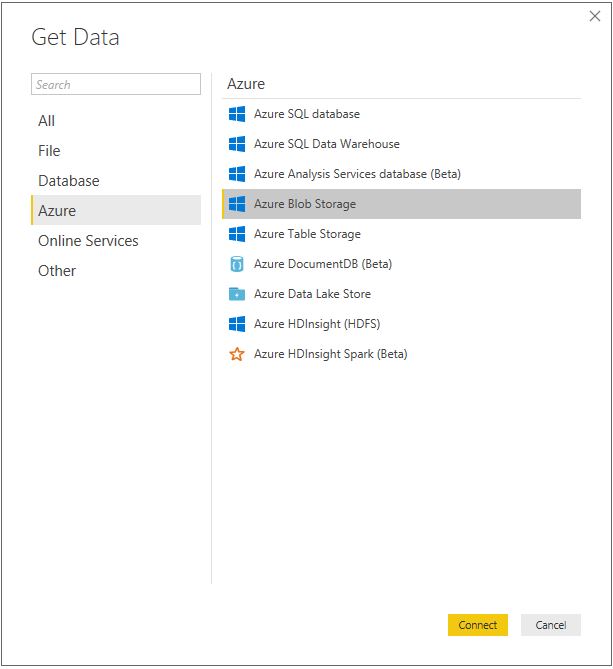 Get Data
Search
All
File
Database
Azure
Online Services
Other
Azure
Azure SQL database
Azure SQL Data Warehouse
Azure Analysis Services database (Beta)
Azure Blob Storage
Azure Table Storage
Azure DocumentDB (Beta)
Azure Data Lake Store
Azure HDInsight (HDFS)
Azure HDInsight Spark (Beta)
Connect
Cancel